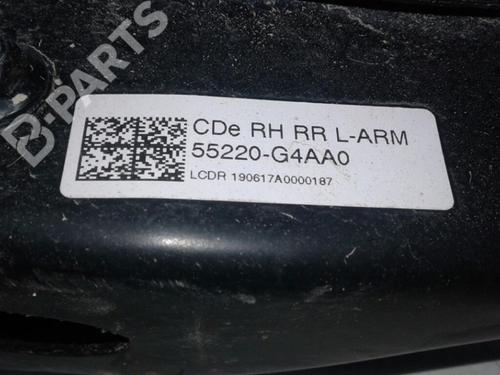 B-PARTS
CDe RH RR L-ARM
55220-G4AA0
LCDR 190617A0000187